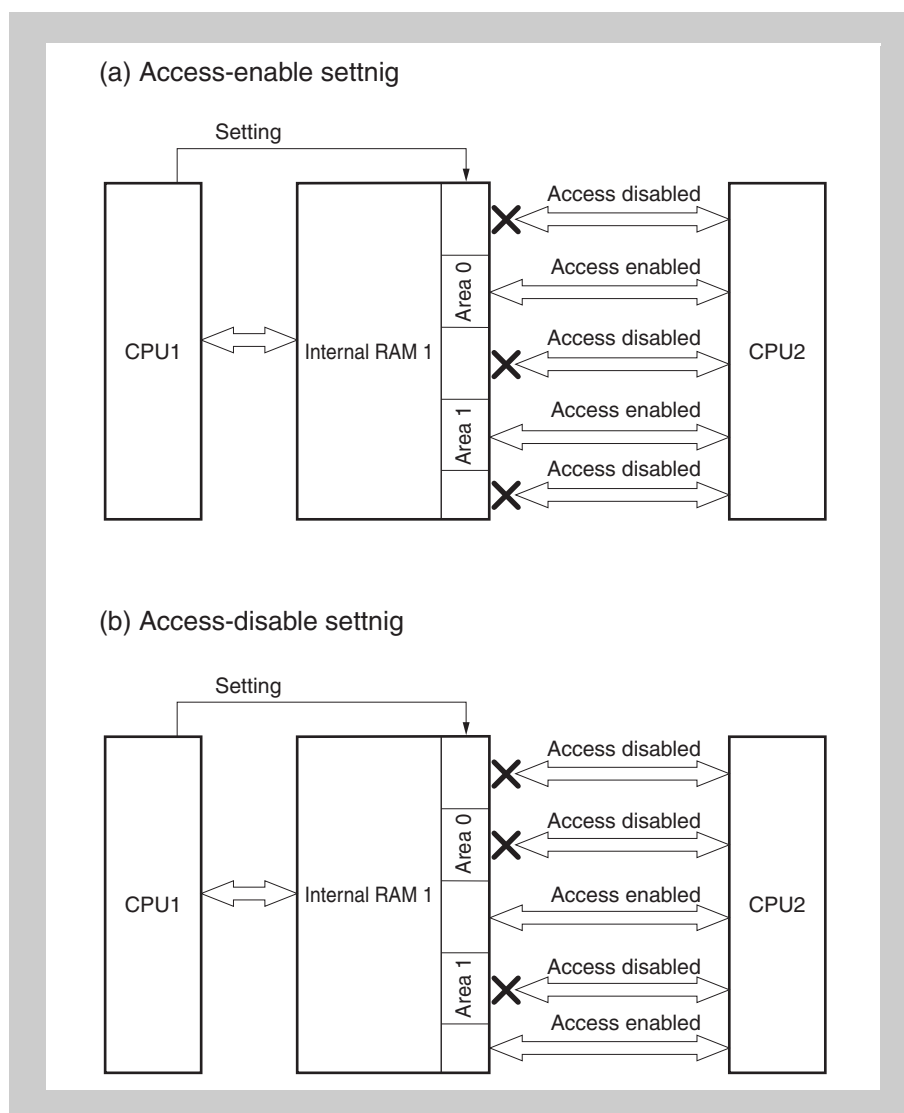 (a) Access-enable settnig
Setting
Access disabled
Access enabled
Area 0
Access disabled
CPU1
Internal RAM 1
CPU2
Access enabled
Area 1
Access disabled
(b) Access-disable settnig
Setting
Access disabled
Access disabled
Area 0
Access enabled
CPU1
Internal RAM 1
CPU2
Access disabled
Area 1
Access enabled